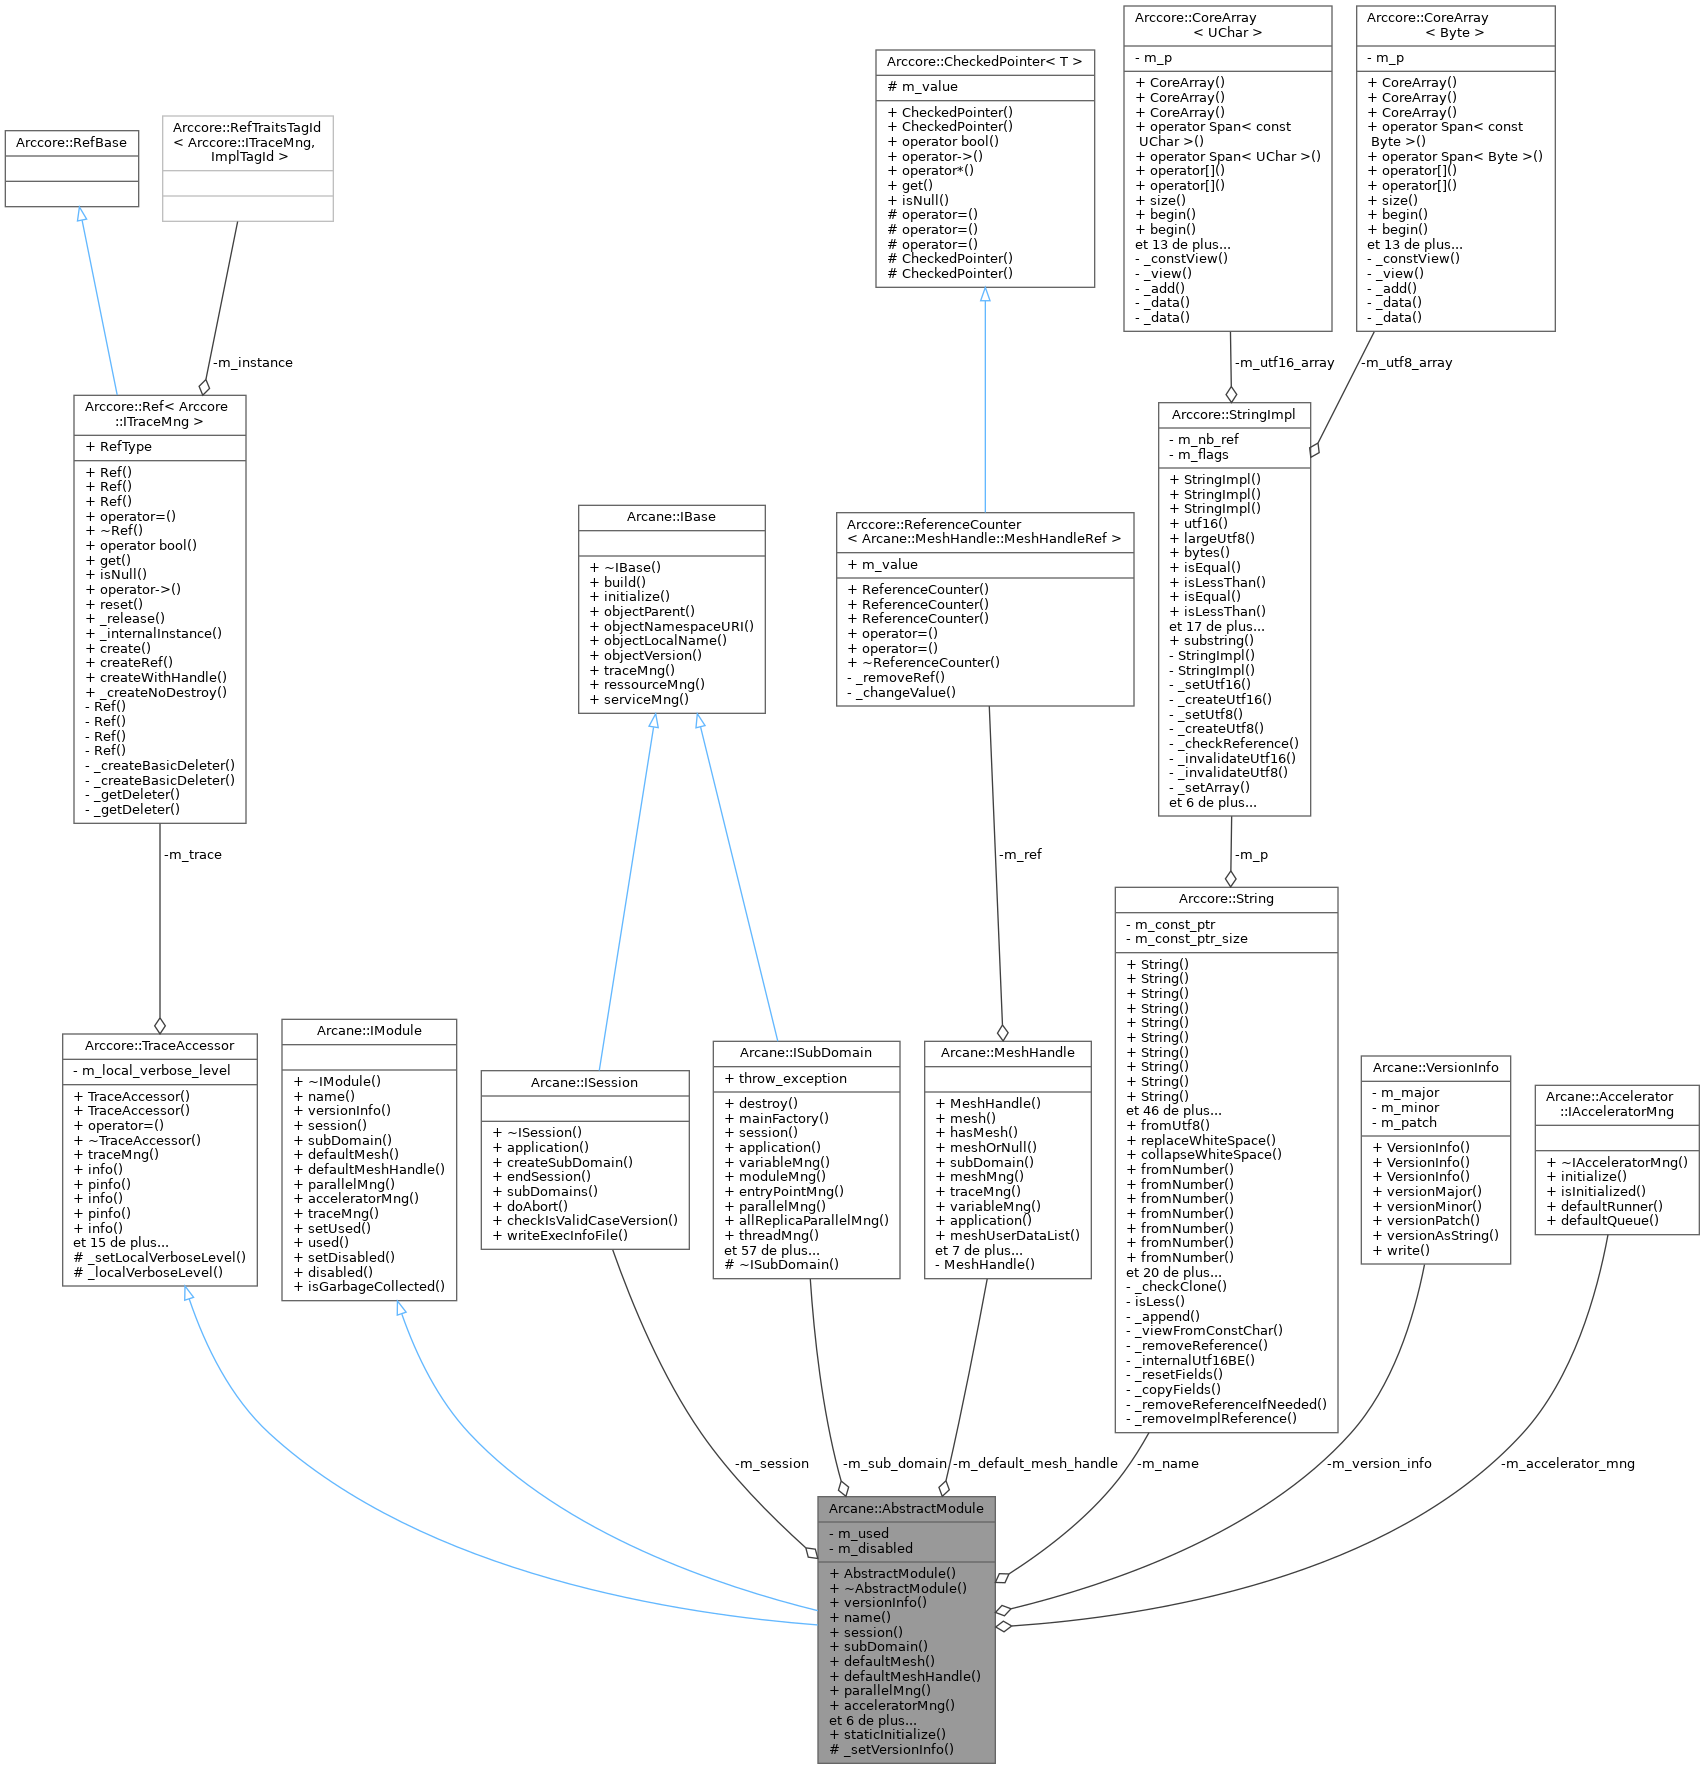 Arccore::CoreArray
< UChar >
- m_p
+ CoreArray()
+ CoreArray()
+ CoreArray()
+ operator Span< const
UChar >()
+ operator Span< UChar >()
+ operator[]()
+ operator[]()
+ size()
+ begin()
+ begin()
et 13 de plus...
- _constView()
- _view()
- _add()
- _data()
- _data()
Arccore::CoreArray
< Byte >
- m_p
+ CoreArray()
+ CoreArray()
+ CoreArray()
+ operator Span< const
Byte >()
+ operator Span< Byte >()
+ operator[]()
+ operator[]()
+ size()
+ begin()
+ begin()
et 13 de plus...
- _constView()
- _view()
- _add()
- _data()
- _data()
Arccore::CheckedPointer< T >
# m_value
+ CheckedPointer()
+ CheckedPointer()
+ operator bool()
+ operator->()
+ operator*()
+ get()
+ isNull()
# operator=()
# operator=()
# operator=()
# CheckedPointer()
# CheckedPointer()
Arccore::RefBase
Arccore::RefTraitsTagId
< Arccore::ITraceMng,
ImplTagId >
-m_instance
-m_utf16_array
-m_utf8_array
Arccore::Ref< Arccore
::ITraceMng >
+ RefType
+ Ref()
+ Ref()
+ Ref()
+ operator=()
+ ~Ref()
+ operator bool()
+ get()
+ isNull()
+ operator->()
+ reset()
+ _release()
+ _internalInstance()
+ create()
+ createRef()
+ createWithHandle()
+ _createNoDestroy()
- Ref()
- Ref()
- Ref()
- Ref()
- _createBasicDeleter()
- _createBasicDeleter()
- _getDeleter()
- _getDeleter()
Arcane::IBase
+ ~IBase()
+ build()
+ initialize()
+ objectParent()
+ objectNamespaceURI()
+ objectLocalName()
+ objectVersion()
+ traceMng()
+ ressourceMng()
+ serviceMng()
Arccore::ReferenceCounter
< Arcane::MeshHandle::MeshHandleRef >
+ m_value
+ ReferenceCounter()
+ ReferenceCounter()
+ ReferenceCounter()
+ operator=()
+ operator=()
+ ~ReferenceCounter()
- _removeRef()
- _changeValue()
Arccore::StringImpl
- m_nb_ref
- m_flags
+ StringImpl()
+ StringImpl()
+ StringImpl()
+ utf16()
+ largeUtf8()
+ bytes()
+ isEqual()
+ isLessThan()
+ isEqual()
+ isLessThan()
et 17 de plus...
+ substring()
- StringImpl()
- StringImpl()
- _setUtf16()
- _createUtf16()
- _setUtf8()
- _createUtf8()
- _checkReference()
- _invalidateUtf16()
- _invalidateUtf8()
- _setArray()
et 6 de plus...
-m_trace
-m_ref
-m_p
Arccore::TraceAccessor
- m_local_verbose_level
+ TraceAccessor()
+ TraceAccessor()
+ operator=()
+ ~TraceAccessor()
+ traceMng()
+ info()
+ pinfo()
+ info()
+ pinfo()
+ info()
et 15 de plus...
# _setLocalVerboseLevel()
# _localVerboseLevel()
Arcane::IModule
+ ~IModule()
+ name()
+ versionInfo()
+ session()
+ subDomain()
+ defaultMesh()
+ defaultMeshHandle()
+ parallelMng()
+ acceleratorMng()
+ traceMng()
+ setUsed()
+ used()
+ setDisabled()
+ disabled()
+ isGarbageCollected()
Arcane::ISession
+ ~ISession()
+ application()
+ createSubDomain()
+ endSession()
+ subDomains()
+ doAbort()
+ checkIsValidCaseVersion()
+ writeExecInfoFile()
Arcane::ISubDomain
+ throw_exception
+ destroy()
+ mainFactory()
+ session()
+ application()
+ variableMng()
+ moduleMng()
+ entryPointMng()
+ parallelMng()
+ allReplicaParallelMng()
+ threadMng()
et 57 de plus...
# ~ISubDomain()
Arcane::MeshHandle
+ MeshHandle()
+ mesh()
+ hasMesh()
+ meshOrNull()
+ subDomain()
+ meshMng()
+ traceMng()
+ variableMng()
+ application()
+ meshUserDataList()
et 7 de plus...
- MeshHandle()
Arccore::String
- m_const_ptr
- m_const_ptr_size
+ String()
+ String()
+ String()
+ String()
+ String()
+ String()
+ String()
+ String()
+ String()
+ String()
et 46 de plus...
+ fromUtf8()
+ replaceWhiteSpace()
+ collapseWhiteSpace()
+ fromNumber()
+ fromNumber()
+ fromNumber()
+ fromNumber()
+ fromNumber()
+ fromNumber()
+ fromNumber()
et 20 de plus...
- _checkClone()
- isLess()
- _append()
- _viewFromConstChar()
- _removeReference()
- _internalUtf16BE()
- _resetFields()
- _copyFields()
- _removeReferenceIfNeeded()
- _removeImplReference()
Arcane::VersionInfo
- m_major
- m_minor
- m_patch
+ VersionInfo()
+ VersionInfo()
+ VersionInfo()
+ versionMajor()
+ versionMinor()
+ versionPatch()
+ versionAsString()
+ write()
Arcane::Accelerator
::IAcceleratorMng
+ ~IAcceleratorMng()
+ initialize()
+ isInitialized()
+ defaultRunner()
+ defaultQueue()
-m_session
-m_sub_domain
-m_default_mesh_handle
-m_name
-m_version_info
-m_accelerator_mng
Arcane::AbstractModule
- m_used
- m_disabled
+ AbstractModule()
+ ~AbstractModule()
+ versionInfo()
+ name()
+ session()
+ subDomain()
+ defaultMesh()
+ defaultMeshHandle()
+ parallelMng()
+ acceleratorMng()
et 6 de plus...
+ staticInitialize()
# _setVersionInfo()